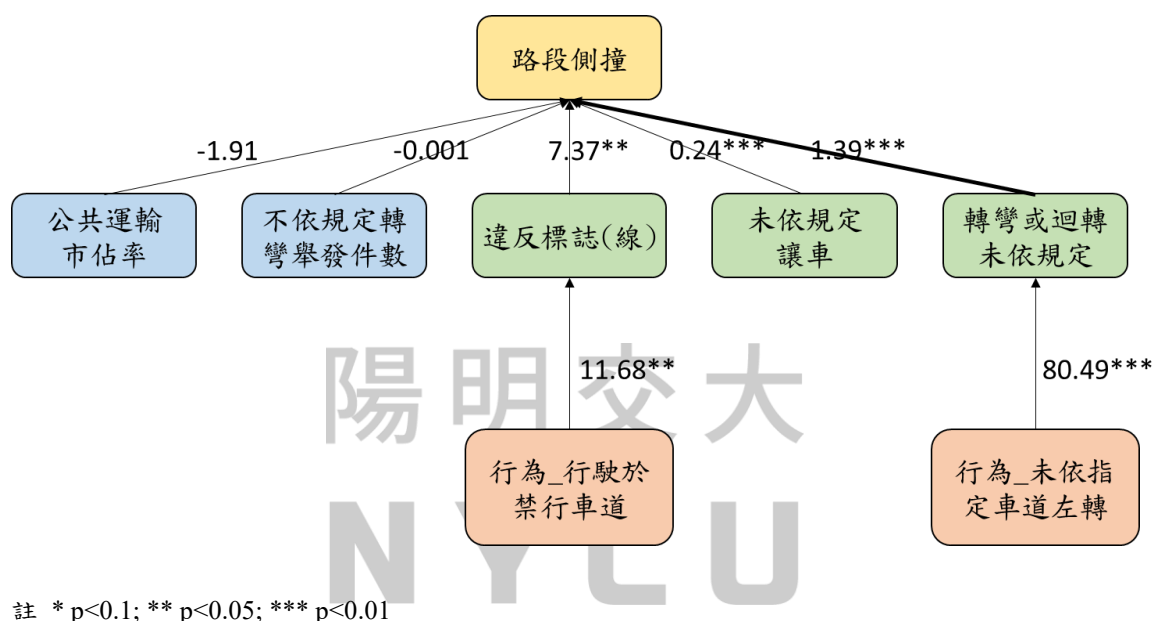 路段側撞
-1.91
-0.001
7.37**
0.24***
1.39***
公共運輸
市佔率
不依規定轉
彎舉發件數
違反標誌(線)
未依規定
讓車
轉彎或迴轉
未依規定
11.68**
80.49***
陽明交大
行為_行駛於
禁行車道
行為_未依指
定車道左轉
NYCU
註 * p<0.1; ** p<0.05; *** p<0.01